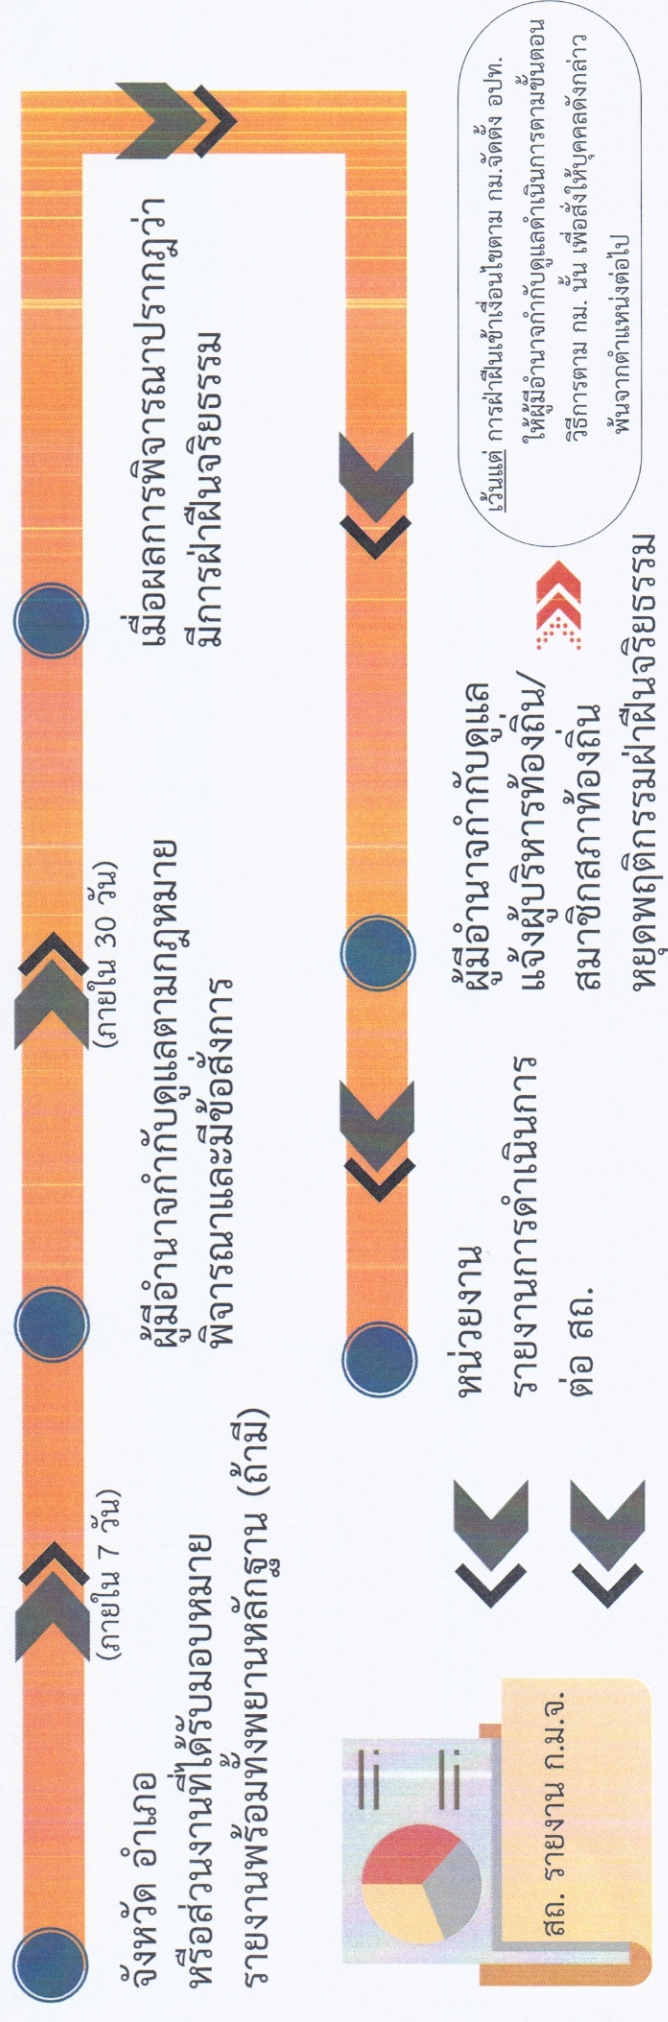 จังหวัด อำเภอ
หรือส่วนงานที่ได้รับมอบหมาย
รายงานพร้อมทั้งพยานหลักฐาน (ถ้ามี)
(ภายใน 7 วัน)
ผู้มีอำนาจกำกับดูแลตามกฎหมาย
พิจารณาและมีข้อสั่งการ
(ภายใน 30 วัน)
เมื่อผลการพิจารณาปรากฏว่า
มีการฝ่าฝืนจริยธรรม
ผู้มีอำนาจกำกับดูแล
แจ้งผู้บริหารท้องถิ่น/
สมาชิกสภาท้องถิ่น
หยุดพฤติกรรมฝ่าฝืนจริยธรรม
เว้นแต่ การฝ่าฝืนเข้าเงื่อนไขตาม กม.จัดตั้ง อปท.
ให้ผู้มีอำนาจกำกับดูแลดำเนินการตามขั้นตอน
วิธีการตาม กม. นั้น เพื่อสั่งให้บุคคลดังกล่าว
พ้นจากตำแหน่งต่อไป
หน่วยงาน
รายงานการดำเนินการ
ต่อ สถ.
สถ. รายงาน ก.ม.จ.